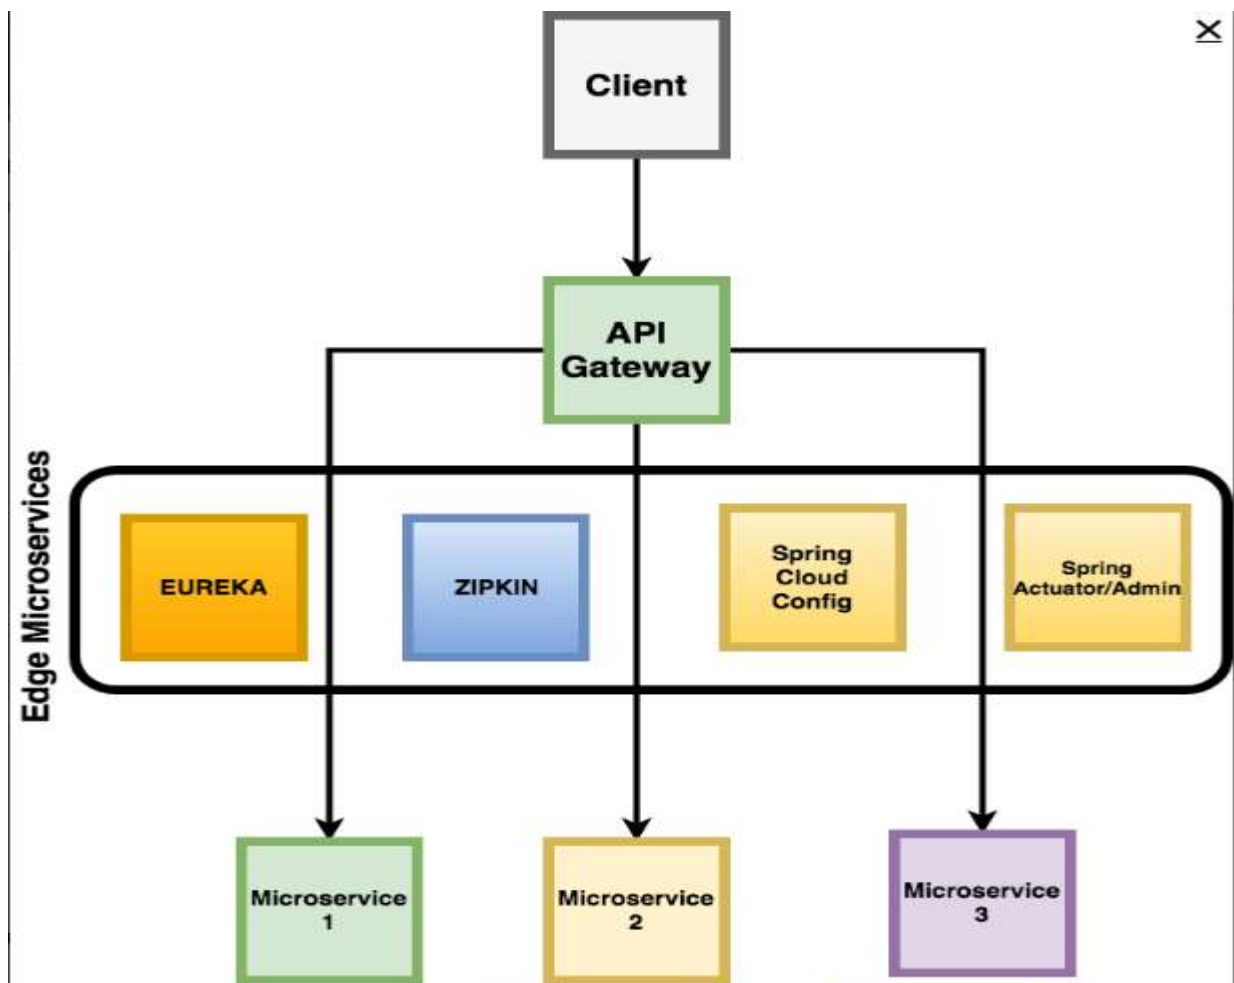 Client
API
Gateway
Edge Microservices
EUREKA
ZIPKIN
Spring
Cloud
Config
Spring
Actuator/Admin
Microservice
1
Microservice
2
Microservice
3